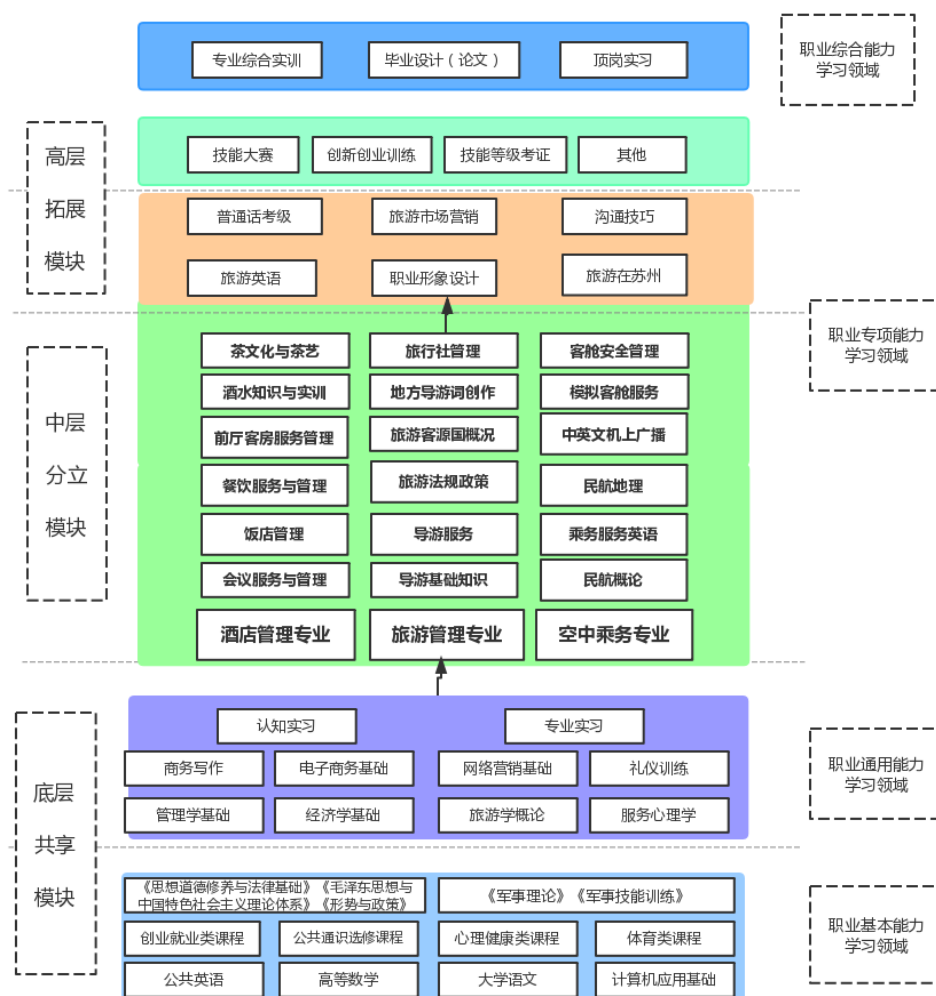 专业综合实训
毕业设计（论文）
顶岗实习
职业综合能力
学习领域
高层
拓展
模块
技能大赛
创新创业训练
技能等级考证
其他
普通话考级
旅游市场营销
沟通技巧
旅游英语
职业形象设计
旅游在苏州
职业专项能力
学习领域
中层
分立
模块
茶文化与茶艺
旅行社管理
客舱安全管理
酒水知识与实训
地方导游词创作
模拟客舱服务
前厅客房服务管理
旅游客源国概况
中英文机上广播
餐饮服务与管理
旅游法规政策
民航地理
饭店管理
导游服务
乘务服务英语
会议服务与管理
导游基础知识
民航概论
酒店管理专业
旅游管理专业
空中乘务专业
底层
共享
模块
认知实习
专业实习
商务写作
电子商务基础
网络营销基础
礼仪训练
管理学基础
经济学基础
旅游学概论
服务心理学
职业通用能力
学习领域
《思想道德修养与法律基础》《毛泽东思想与
中国特色社会主义理论体系》《形势与政策》
《军事理论》《军事技能训练》
创业就业类课程
公共通识选修课程
心理健康类课程
体育类课程
公共英语
高等数学
大学语文
计算机应用基础
职业基本能力
学习领域